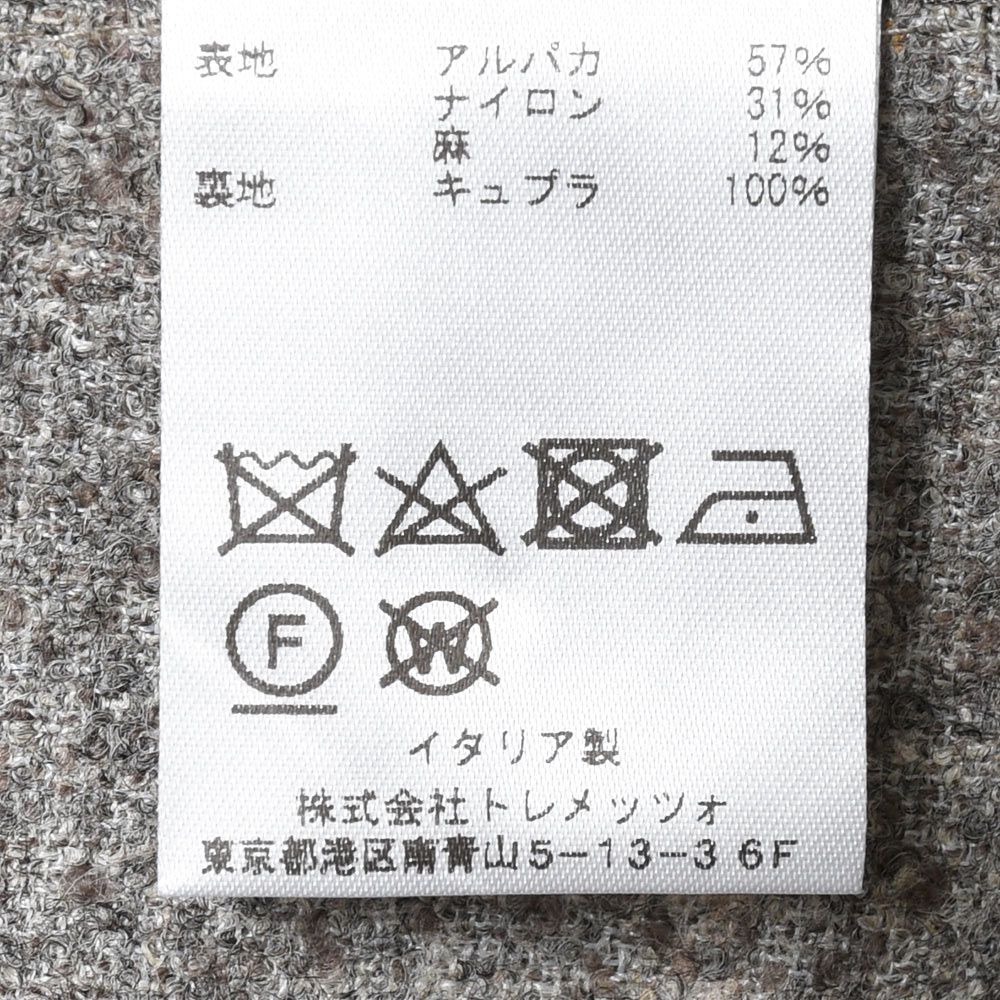 表地 アルパカ 57%
ナイロン 31%
麻 12%
裏地 キュプラ 100%
F W
イタリア製
株式会社トレメッツォ
東京都港区南青山5-13-3 6F